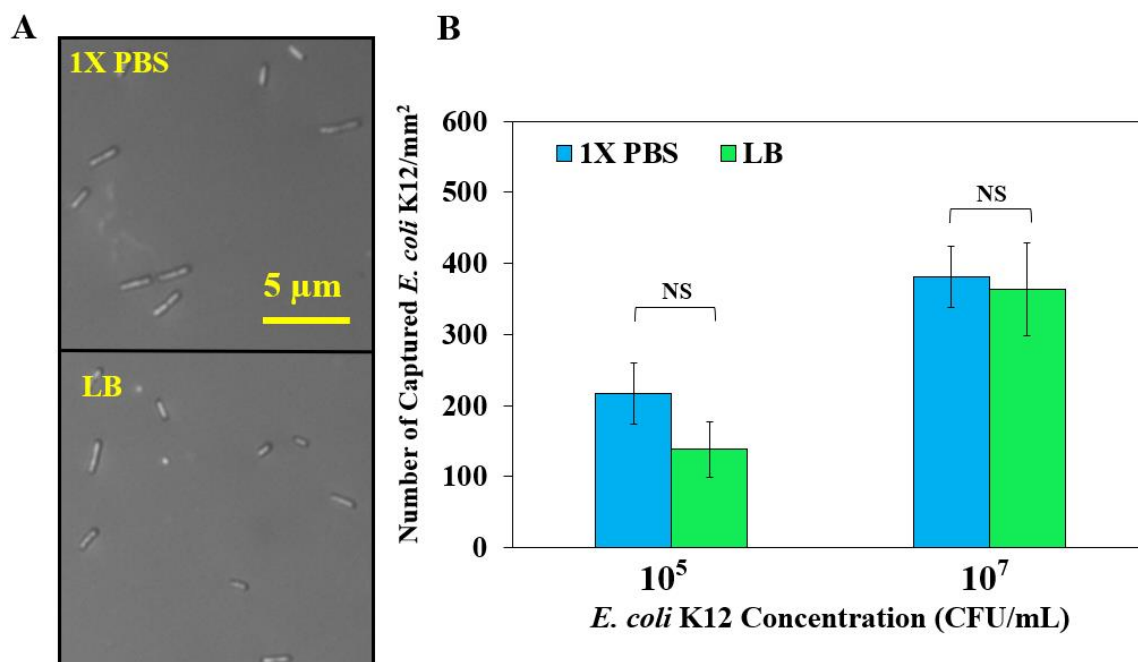 A
1X PBS
5 µm
LB
B
Number of Captured E. coli K12/mm²
600
500
400
300
200
100
0
1X PBS LB
NS
NS
10⁵ 10⁷
E. coli K12 Concentration (CFU/mL)